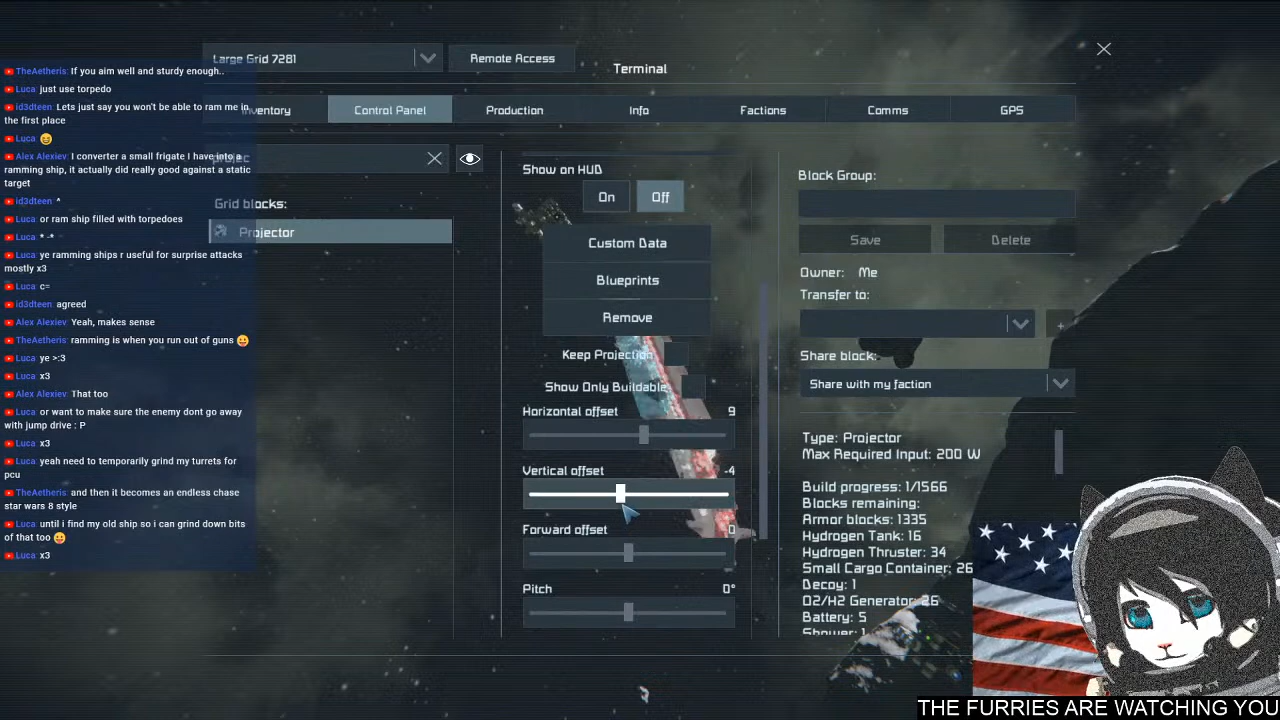 Large Grid 7281
Remote Access
Terminal
Inventory
Control Panel
Production
Info
Factions
Comms
GPS
projec
Grid blocks:
Projector
TheAetheris: If you aim well and sturdy enough..
Luca: just use torpedo
id3dteen: Lets just say you won't be able to ram me in
the first place
Luca: 😄
Alex Alexiev: I converter a small frigate I have into a
ramming ship, it actually did really good against a static
target
id3dteen: ^
Luca: or ram ship filled with torpedoes
Luca: * -*
Luca: ye ramming ships r useful for surprise attacks
mostly x3
Luca: c=
id3dteen: agreed
Alex Alexiev: Yeah, makes sense
TheAetheris: ramming is when you run out of guns 😛
Luca: ye >:3
Luca: x3
Alex Alexiev: That too
Luca: or want to make sure the enemy dont go away
with jump drive : P
Luca: x3
Luca: yeah need to temporarily grind my turrets for
pcu
TheAetheris: and then it becomes an endless chase
star wars 8 style
Luca: until i find my old ship so i can grind down bits
of that too 😛
Luca: x3
Show on HUD
On
Off
Custom Data
Blueprints
Remove
Keep Projection
Show Only Buildable
Horizontal offset 9
Vertical offset -4
Forward offset 0
Pitch 0°
Block Group:
Save
Delete
Owner: Me
Transfer to:
+
Share block:
Share with my faction
Type: Projector
Max Required Input: 200 W
Build progress: 1/1566
Blocks remaining:
Armor blocks: 1335
Hydrogen Tank: 16
Hydrogen Thruster: 34
Small Cargo Container: 26
Decoy: 1
O2/H2 Generator: 26
Battery: 5
Shower: 1
THE FURRIES ARE WATCHING YOU